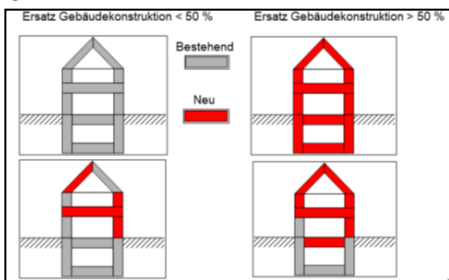 Ersatz Gebäudekonstruktion < 50 %
Ersatz Gebäudekonstruktion > 50 %
Bestehend
Neu